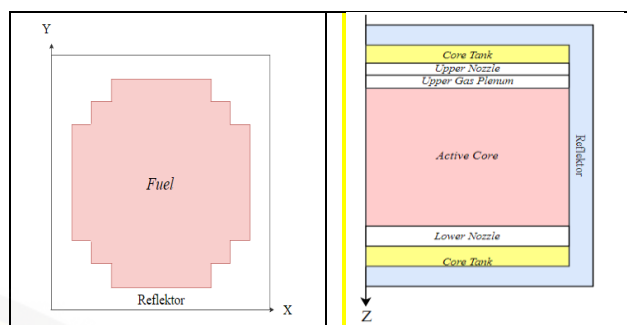 Y
Fuel
Reflektor
X
Core Tank
Upper Nozzle
Upper Gas Plenum
Active Core
Reflektor
Lower Nozzle
Core Tank
Z